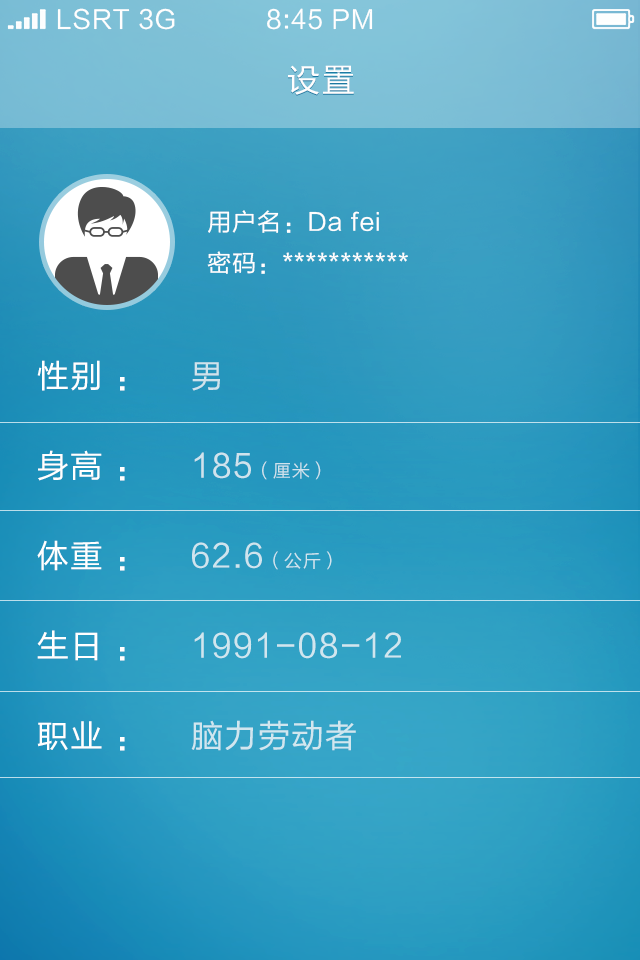 LSRT 3G 8:45 PM
设置
用户名：Da fei
密码：***********
性别 ： 男
身高 ： 185（厘米）
体重 ： 62.6（公斤）
生日 ： 1991-08-12
职业 ： 脑力劳动者